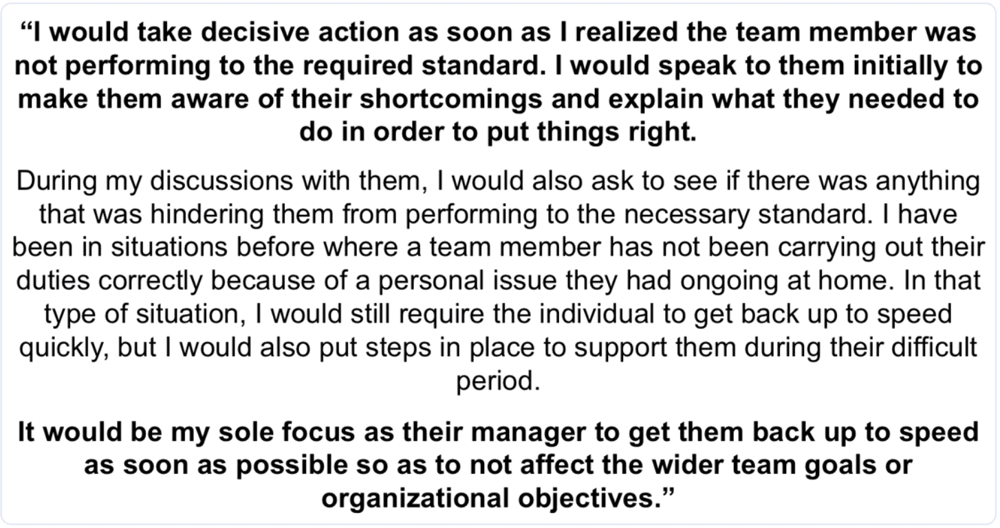 “I would take decisive action as soon as I realized the team member was
not performing to the required standard. I would speak to them initially to
make them aware of their shortcomings and explain what they needed to
do in order to put things right.
During my discussions with them, I would also ask to see if there was anything
that was hindering them from performing to the necessary standard. I have
been in situations before where a team member has not been carrying out their
duties correctly because of a personal issue they had ongoing at home. In that
type of situation, I would still require the individual to get back up to speed
quickly, but I would also put steps in place to support them during their difficult
period.
It would be my sole focus as their manager to get them back up to speed
as soon as possible so as to not affect the wider team goals or
organizational objectives.”